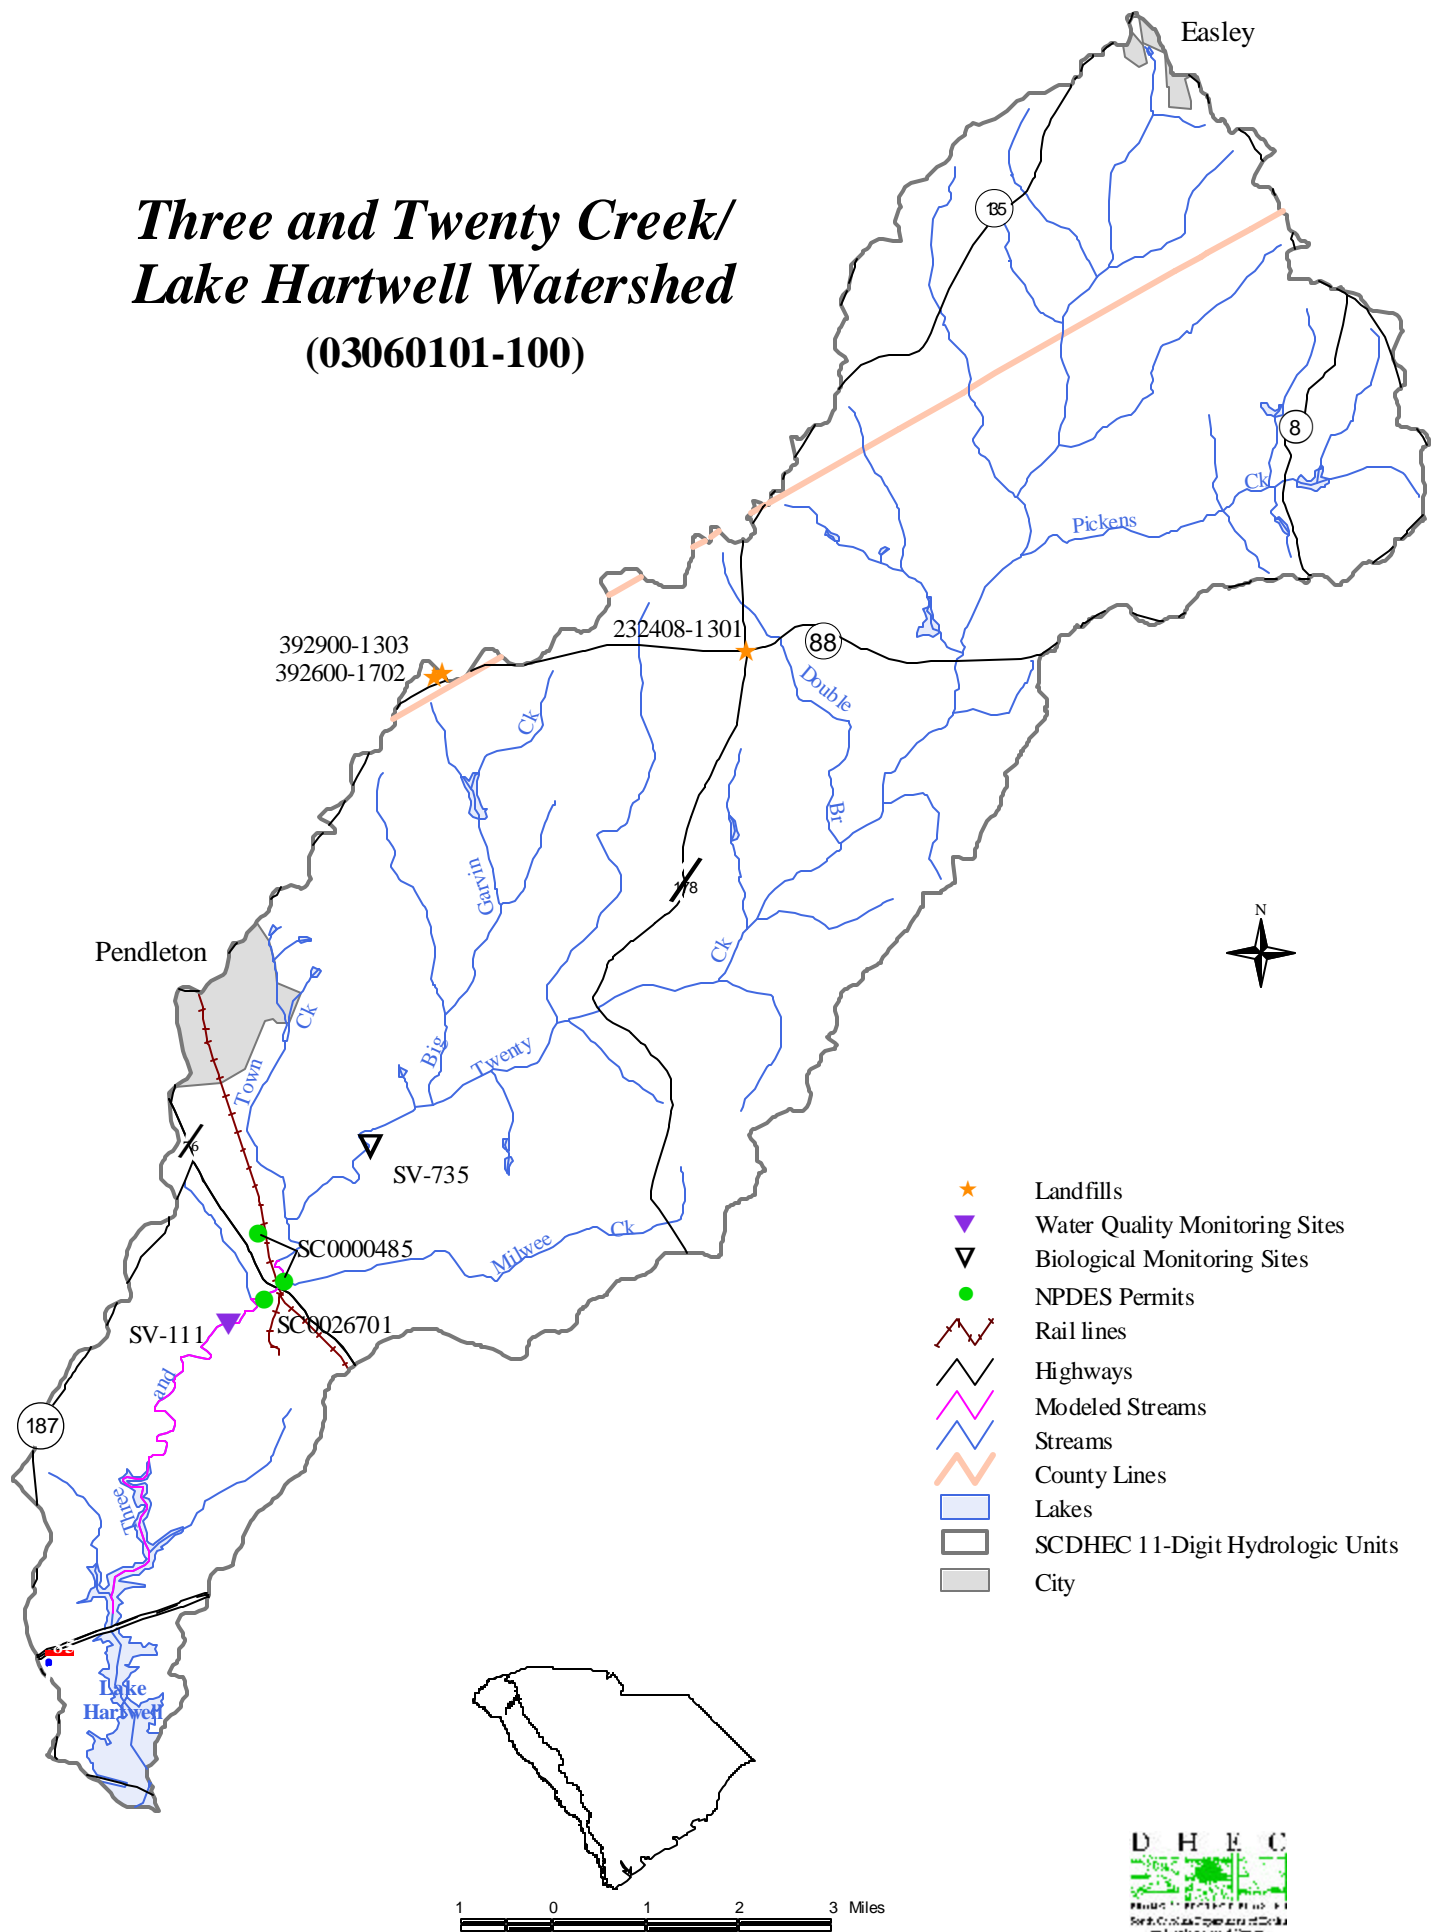 Easley
Three and Twenty Creek/
Lake Hartwell Watershed
(03060101-100)
135
8
Ck
Pickens
232408-1301
88
392900-1303
392600-1702
Double
Br
Ck
Garvin
178
Ck
N
Pendleton
Ck
Big
Twenty
Town
76
SV-735
Ck
Milwee
SC0000485
SC0026701
SV-111
and
187
Three
Lake
Hartwell
Landfills
Water Quality Monitoring Sites
Biological Monitoring Sites
NPDES Permits
Rail lines
Highways
Modeled Streams
Streams
County Lines
Lakes
SCDHEC 11-Digit Hydrologic Units
City
1 0 1 2 3 Miles
D H E C